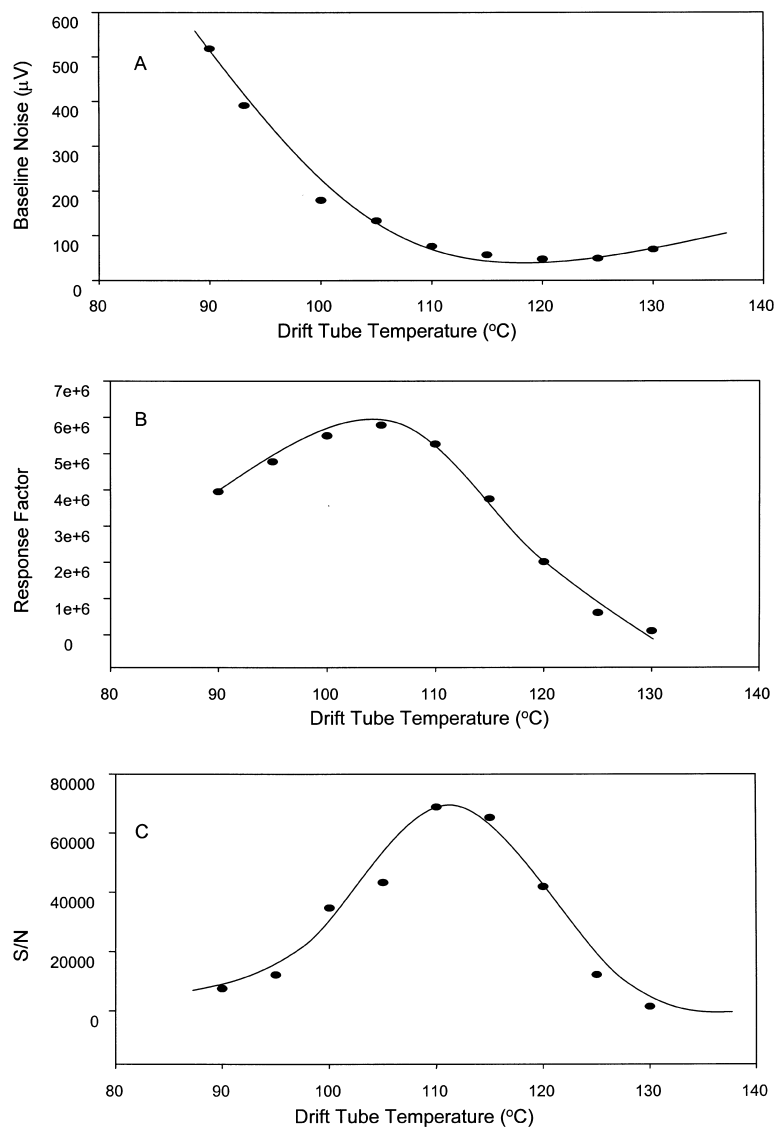 600
500
400
300
200
100
0
A
Baseline Noise (μV)
80 90 100 110 120 130 140
Drift Tube Temperature (°C)
7e+6
6e+6
5e+6
4e+6
3e+6
2e+6
1e+6
0
B
Response Factor
80 90 100 110 120 130 140
Drift Tube Temperature (°C)
80000
60000
40000
20000
0
C
S/N
80 90 100 110 120 130 140
Drift Tube Temperature (°C)